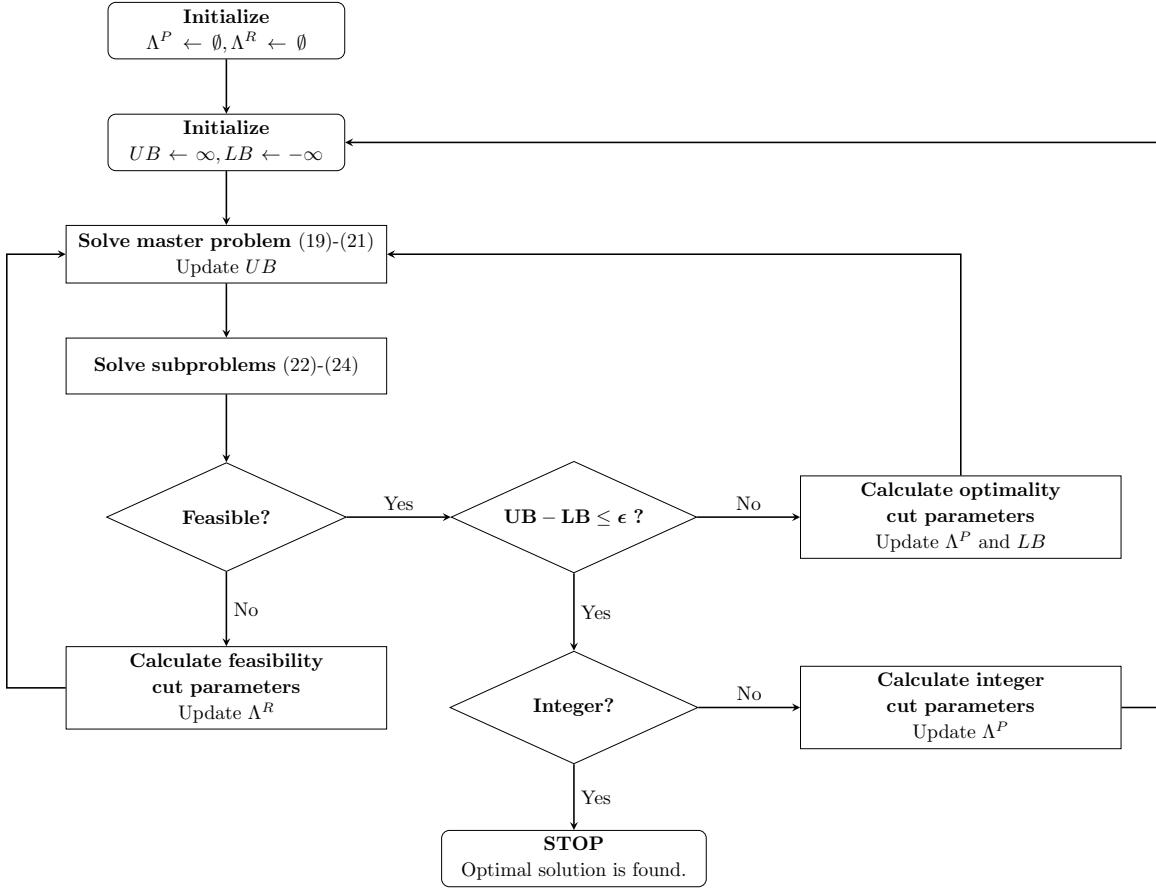 Initialize
Λ^P ← ∅, Λ^R ← ∅
Initialize
UB ← ∞, LB ← −∞
Solve master problem (19)-(21)
Update UB
Solve subproblems (22)-(24)
Feasible?
Yes
UB − LB ≤ ϵ ?
No
Calculate optimality
cut parameters
Update Λ^P and LB
No
Yes
Calculate feasibility
cut parameters
Update Λ^R
Integer?
No
Calculate integer
cut parameters
Update Λ^P
Yes
STOP
Optimal solution is found.